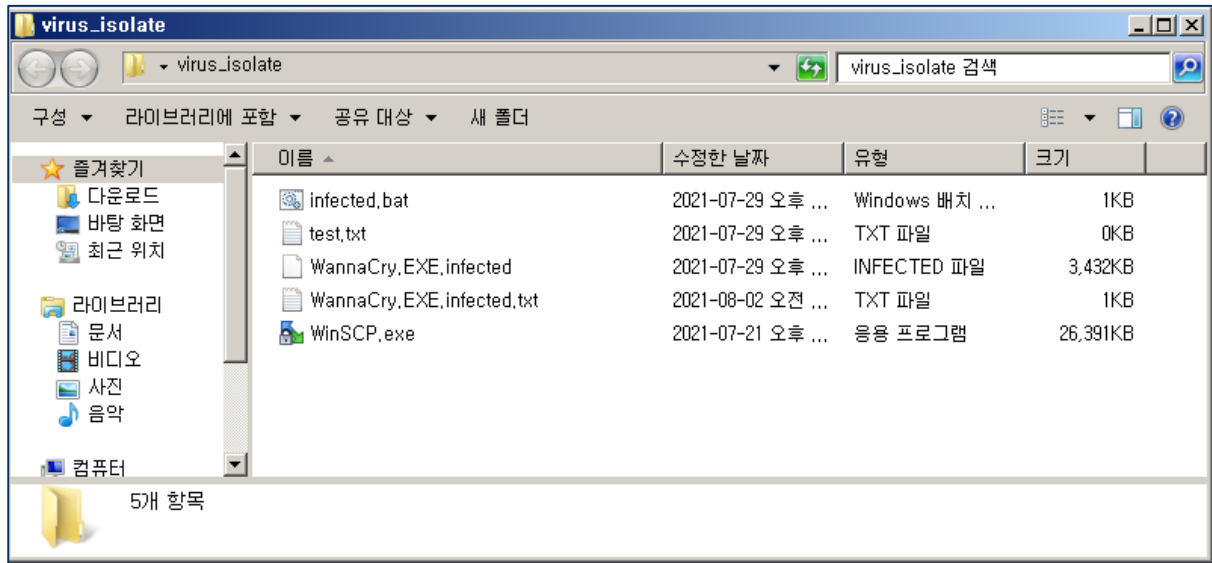 virus_isolate
virus_isolate
virus_isolate 검색
구성 라이브러리에 포함 공유 대상 새 폴더
즐겨찾기
다운로드
바탕 화면
최근 위치
라이브러리
문서
비디오
사진
음악
컴퓨터
이름 수정한 날짜 유형 크기
infected.bat 2021-07-29 오후 ... Windows 배치 ... 1KB
test.txt 2021-07-29 오후 ... TXT 파일 0KB
WannaCry.EXE.infected 2021-07-29 오후 ... INFECTED 파일 3,432KB
WannaCry.EXE.infected.txt 2021-08-02 오전 ... TXT 파일 1KB
WinSCP.exe 2021-07-21 오후 ... 응용 프로그램 26,391KB
5개 항목